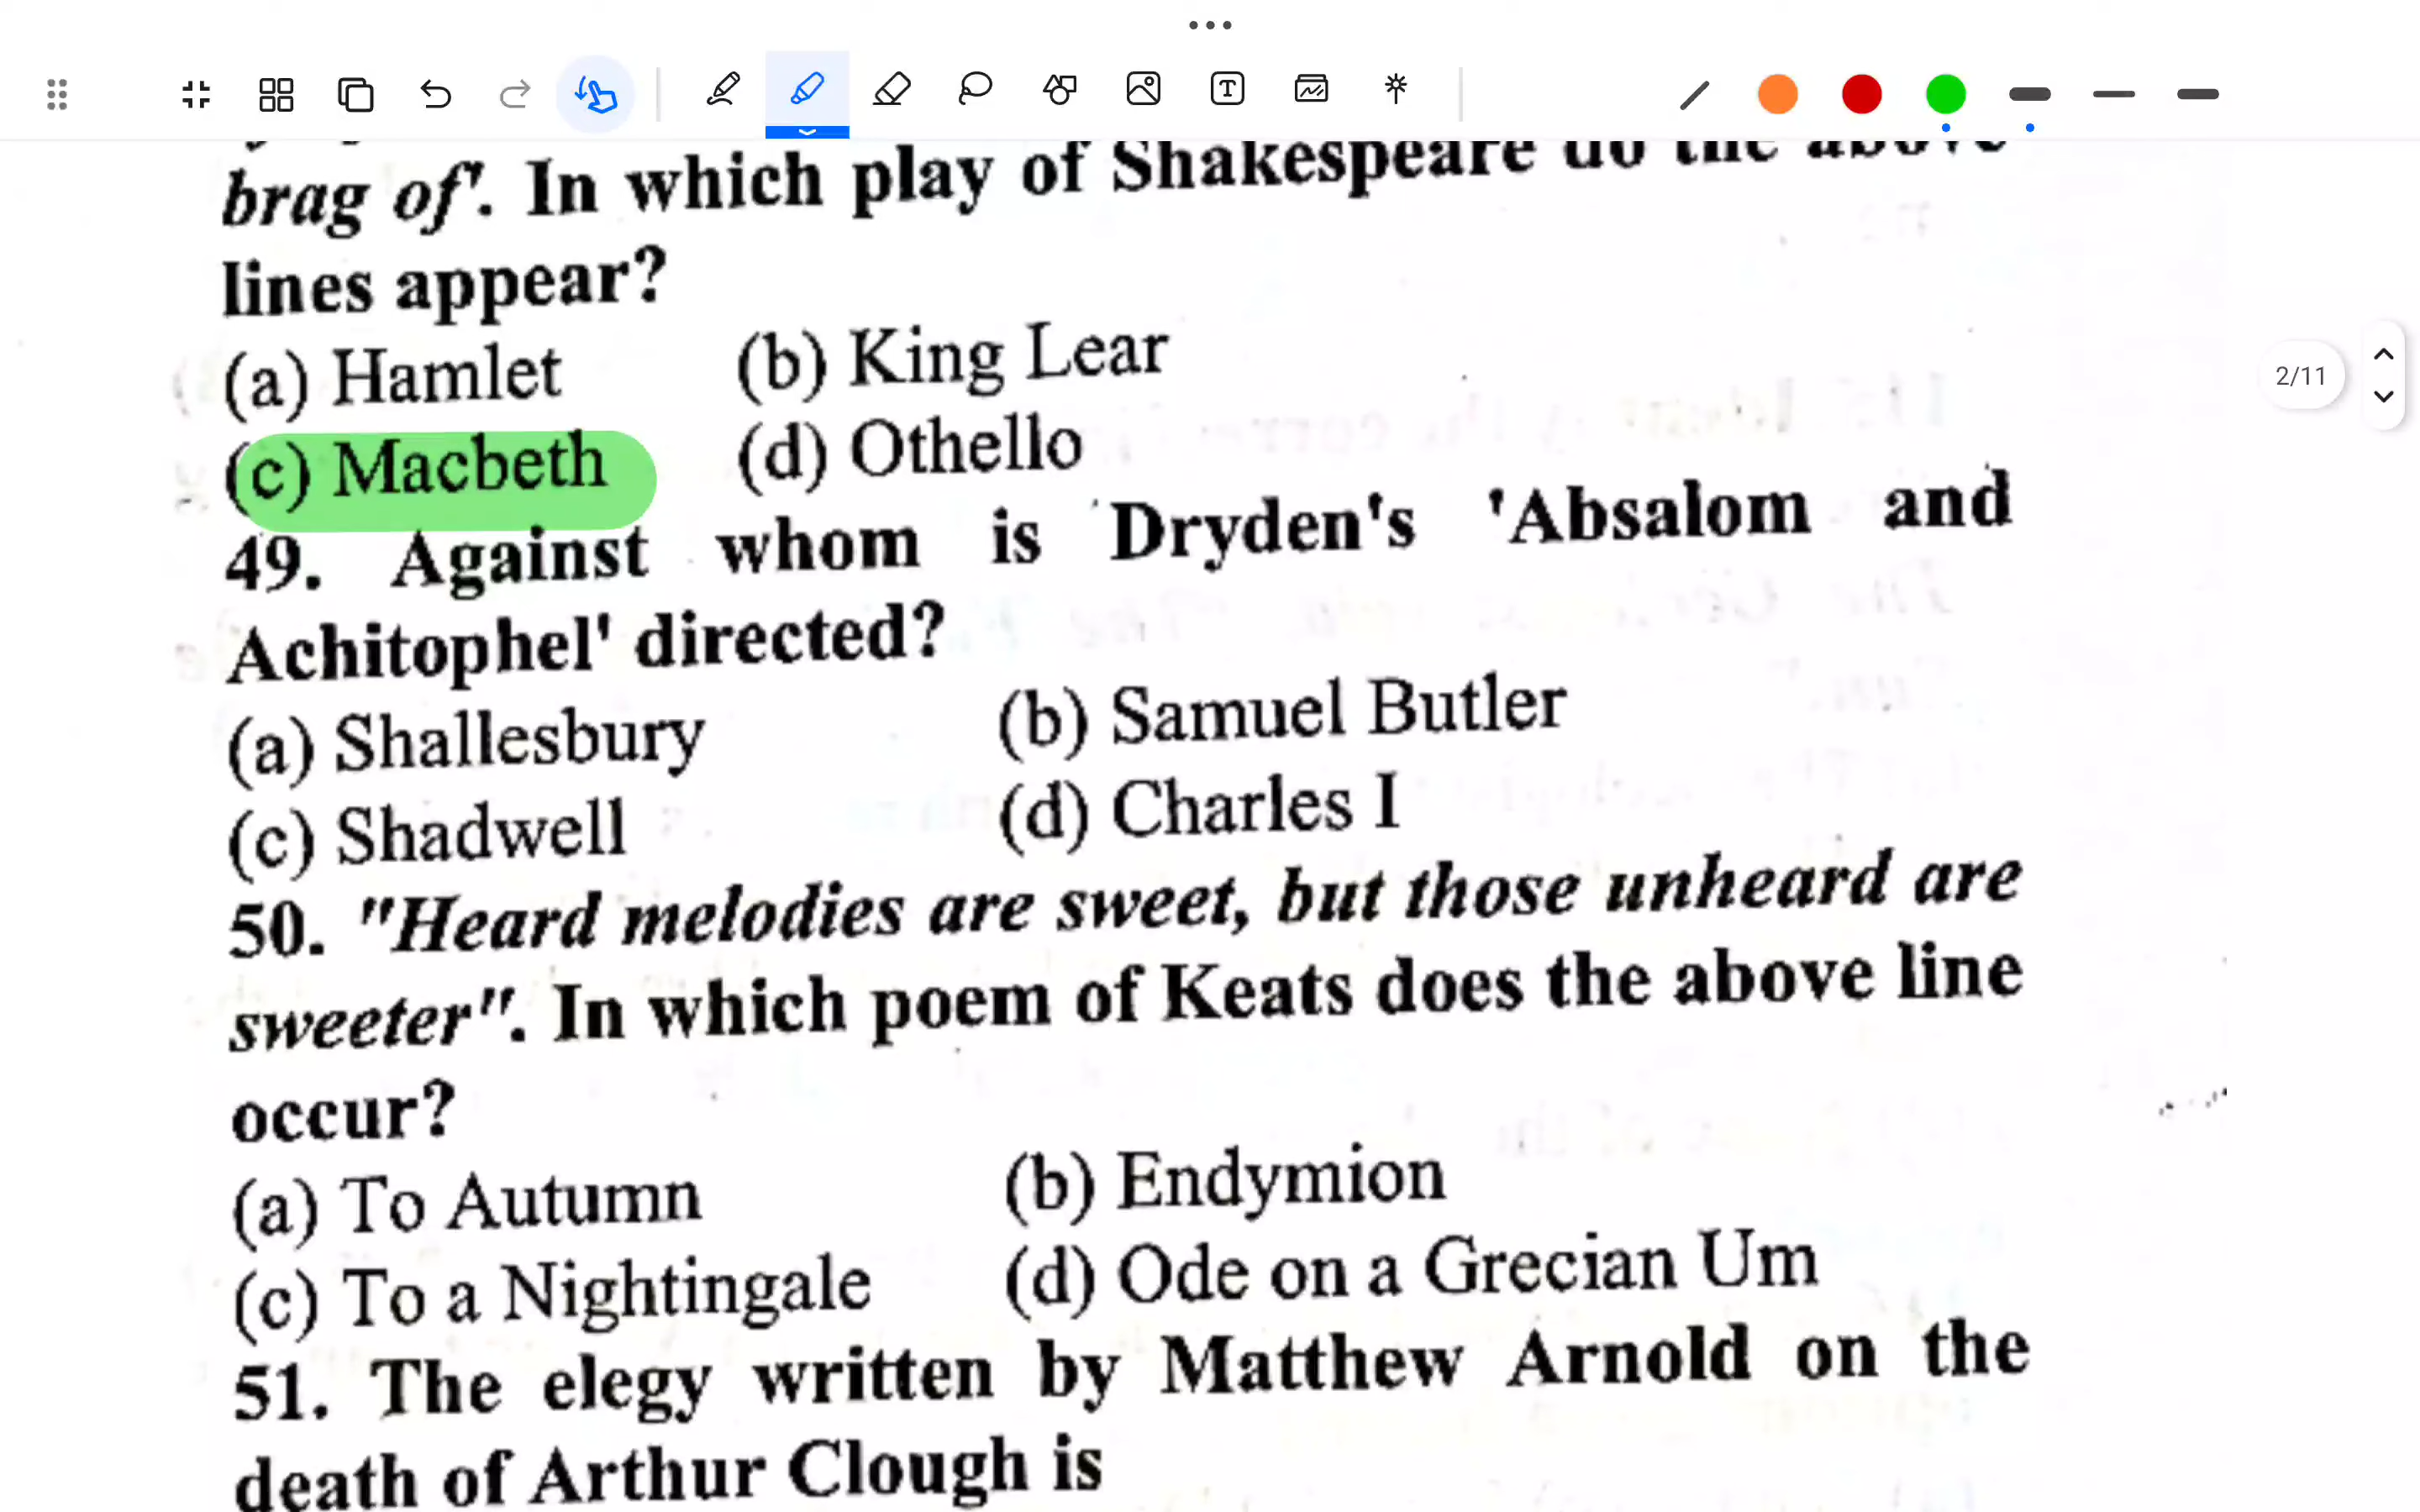 brag of'. In which play of Shakespeare do the above
lines appear?
(a) Hamlet (b) King Lear
(c) Macbeth (d) Othello
49. Against whom is Dryden's 'Absalom and
Achitophel' directed?
(a) Shallesbury (b) Samuel Butler
(c) Shadwell (d) Charles I
50. "Heard melodies are sweet, but those unheard are
sweeter". In which poem of Keats does the above line
occur?
(a) To Autumn (b) Endymion
(c) To a Nightingale (d) Ode on a Grecian Um
51. The elegy written by Matthew Arnold on the
death of Arthur Clough is
2/11